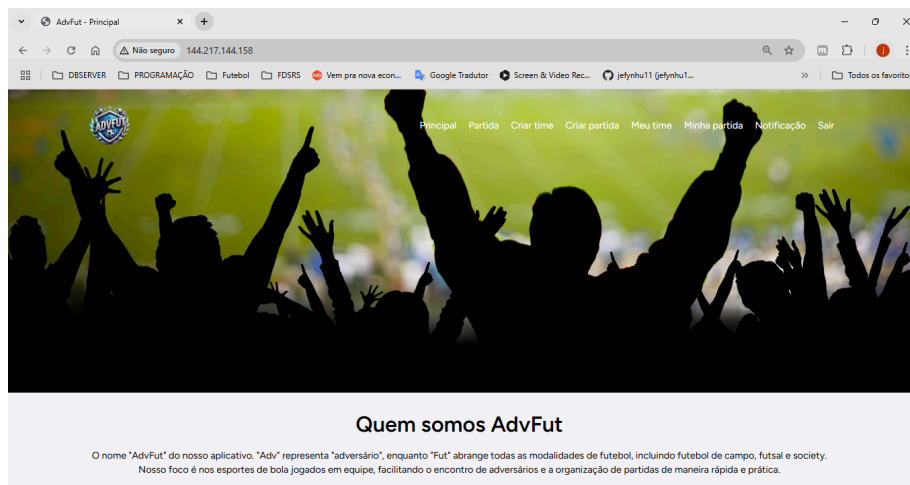 AdvFut - Principal
Não seguro 144.217.144.158
DBSERVER PROGRAMAÇÃO Futebol FDSRS Vem pra nova econ... Google Tradutor Screen & Video Rec... jefynhu11 (jefynhu1... Todos os favoritos
ADVFUT Principal Partida Criar time Criar partida Meu time Minha partida Notificação Sair
Quem somos AdvFut
O nome "AdvFut" do nosso aplicativo. "Adv" representa "adversário", enquanto "Fut" abrange todas as modalidades de futebol, incluindo futebol de campo, futsal e society.
Nosso foco é nos esportes de bola jogados em equipe, facilitando o encontro de adversários e a organização de partidas de maneira rápida e prática.